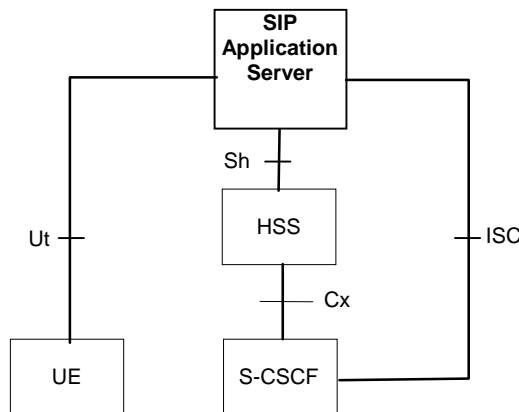 SIP
Application
Server
Sh
HSS
Ut
ISC
Cx
UE
S-CSCF